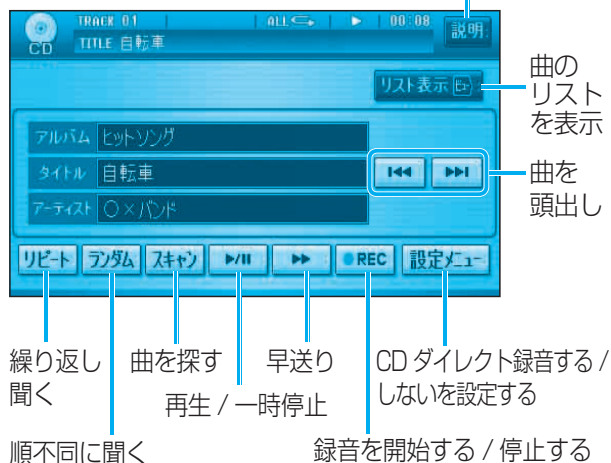 TRACK 01 ALL 00:08 説明
CD TITLE 自転車
リスト表示
曲の
リスト
を表示
アルバム ヒットソング
タイトル 自転車
アーティスト ○×バンド
曲を
頭出し
リピート ランダム スキャン ▶/II ▶▶ ●REC 設定メニュー
繰り返し
聞く
曲を探す
早送り
CD ダイレクト録音する /
しないを設定する
再生 / 一時停止
順不同に聞く
録音を開始する / 停止する